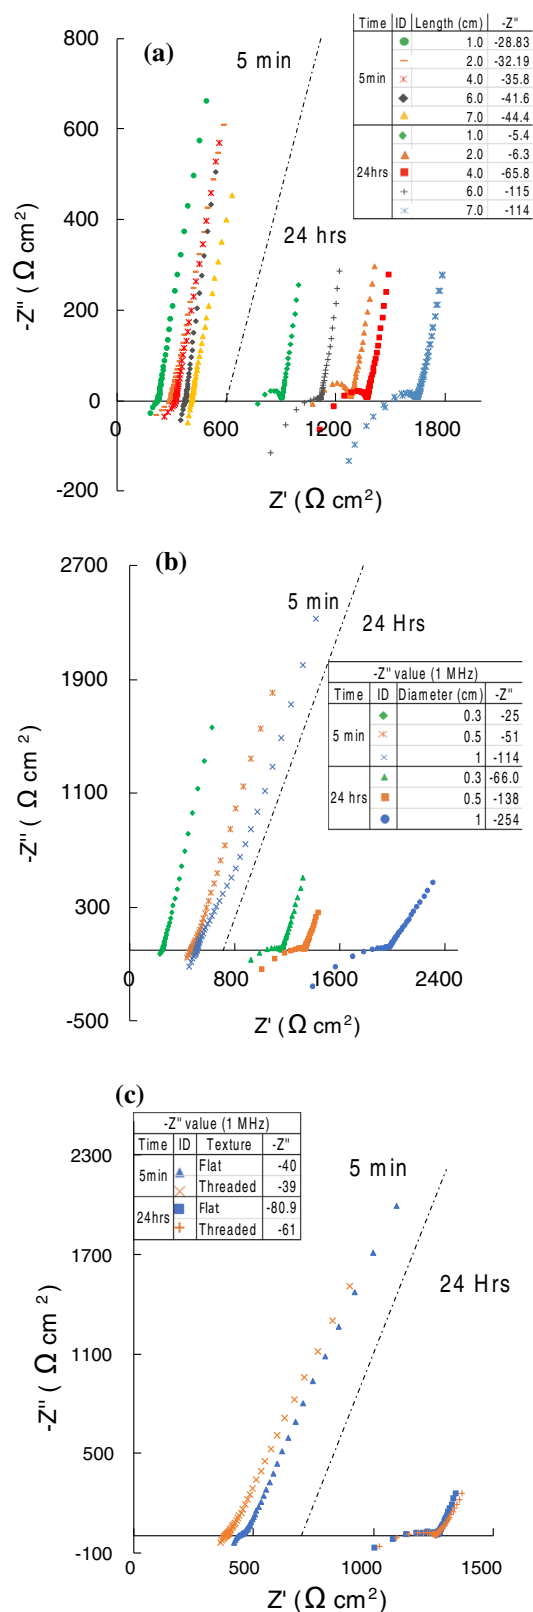 (a)
800
600
400
200
0
-200
-Z" ( Ω cm²)
5 min
24 hrs
Time ID Length (cm) -Z"
5min
1.0 -28.83
2.0 -32.19
4.0 -35.8
6.0 -41.6
7.0 -44.4
24hrs
1.0 -5.4
2.0 -6.3
4.0 -65.8
6.0 -115
7.0 -114
0 600 1200 1800
Z' ( Ω cm²)
(b)
2700
1900
1100
300
-500
-Z" ( Ω cm²)
5 min
24 Hrs
-Z" value (1 MHz)
Time ID Diameter (cm) -Z"
5 min
0.3 -25
0.5 -51
1 -114
24 hrs
0.3 -66.0
0.5 -138
1 -254
0 800 1600 2400
Z' ( Ω cm²)
(c)
-Z" value (1 MHz)
Time ID Texture -Z"
5min
Flat -40
Threaded -39
24hrs
Flat -80.9
Threaded -61
2300
1700
1100
500
-100
-Z" ( Ω cm ²)
5 min
24 Hrs
0 500 1000 1500
Z' ( Ω cm²)